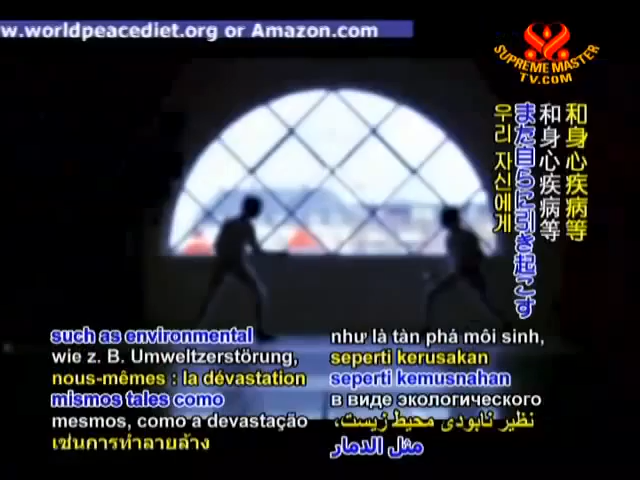 w.worldpeacediet.org or Amazon.com
SUPREME MASTER
TV.COM
和身心疾病等
和身心疾病等
また自らに引き起こす
우리 자신에게
such as environmental
wie z. B. Umweltzerstörung,
nous-mêmes : la dévastation
mismos tales como
mesmos, como a devastação
เช่นการทำลายล้าง
như là tàn phá môi sinh,
seperti kerusakan
seperti kemusnahan
в виде экологического
نظیر نابودی محیط زیست،
مثل الدمار